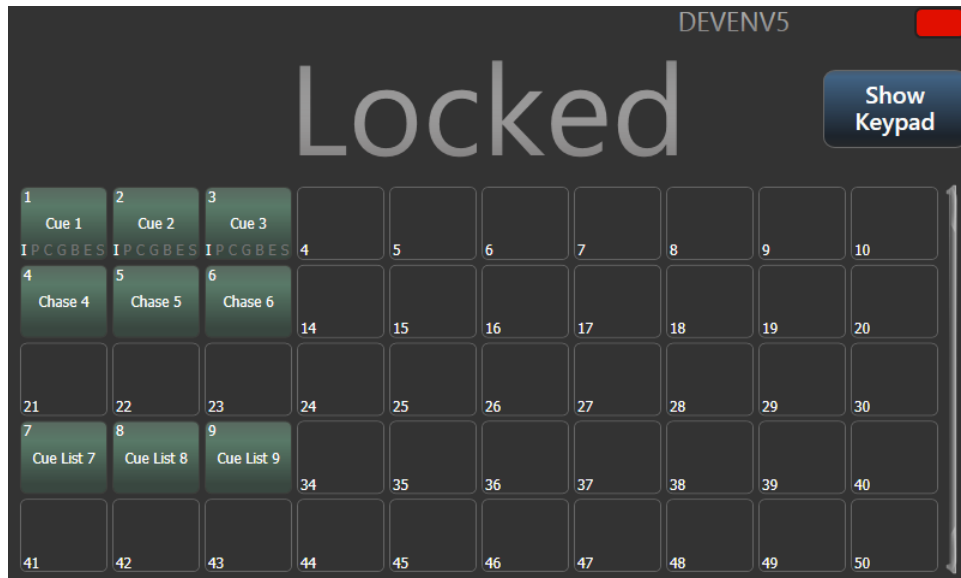 DEVENV5
Locked
Show
Keypad
1 2 3
Cue 1 Cue 2 Cue 3
IPCGBES IPCGBES IPCGBES 4 5 6 7 8 9 10
4 5 6
Chase 4 Chase 5 Chase 6
14 15 16 17 18 19 20
21 22 23 24 25 26 27 28 29 30
7 8 9
Cue List 7 Cue List 8 Cue List 9
34 35 36 37 38 39 40
41 42 43 44 45 46 47 48 49 50